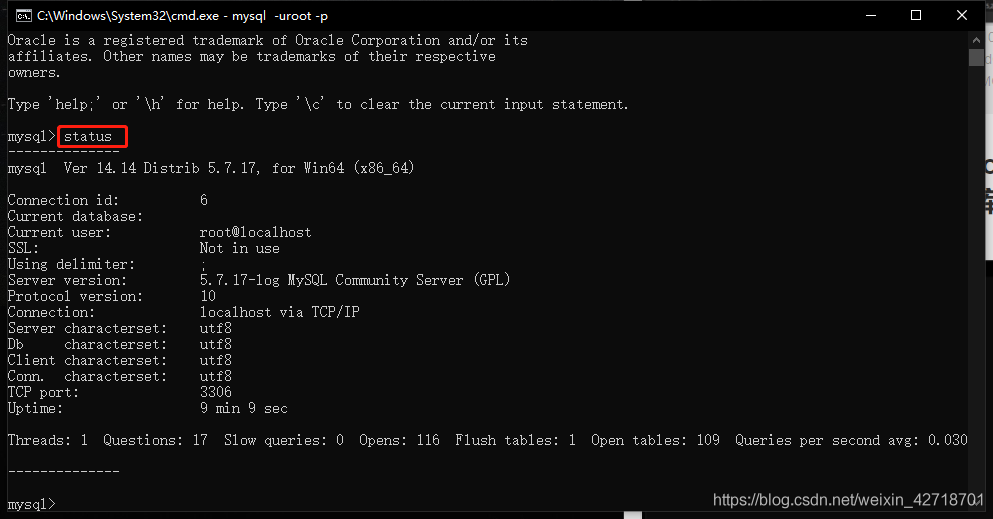 C:\Windows\System32\cmd.exe - mysql  -uroot -p
Oracle is a registered trademark of Oracle Corporation and/or its
affiliates. Other names may be trademarks of their respective
owners.
Type 'help;' or '\h' for help. Type '\c' to clear the current input statement.
mysql> status
--------------
mysql  Ver 14.14 Distrib 5.7.17, for Win64 (x86_64)
Connection id:          6
Current database:
Current user:           root@localhost
SSL:                    Not in use
Using delimiter:        ;
Server version:         5.7.17-log MySQL Community Server (GPL)
Protocol version:       10
Connection:             localhost via TCP/IP
Server characterset:    utf8
Db     characterset:    utf8
Client characterset:    utf8
Conn.  characterset:    utf8
TCP port:               3306
Uptime:                 9 min 9 sec
Threads: 1  Questions: 17  Slow queries: 0  Opens: 116  Flush tables: 1  Open tables: 109  Queries per second avg: 0.030
--------------
mysql>
https://blog.csdn.net/weixin_42718701